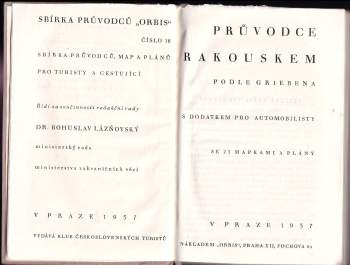 SBÍRKA PRŮVODCŮ „ORBIS“
ČÍSLO 16
SBÍRKA PRŮVODCŮ, MAP A PLÁNŮ
PRO TURISTY A CESTUJÍCÍ
Řídí za součinnosti redakční rady
DR. BOHUSLAV LÁZŇOVSKÝ
ministerský rada
ministerstva zahraničních věcí
V PRAZE 1937
VYDÁVÁ KLUB ČESKOSLOVENSKÝCH TURISTŮ
PRŮVODCE
RAKOUSKEM
PODLE GRIEBENA
S DODATKEM PRO AUTOMOBILISTY
SE 23 MAPKAMI A PLÁNY
V PRAZE 1937
NÁKLADEM „ORBIS“, PRAHA XII, FOCHOVA 62